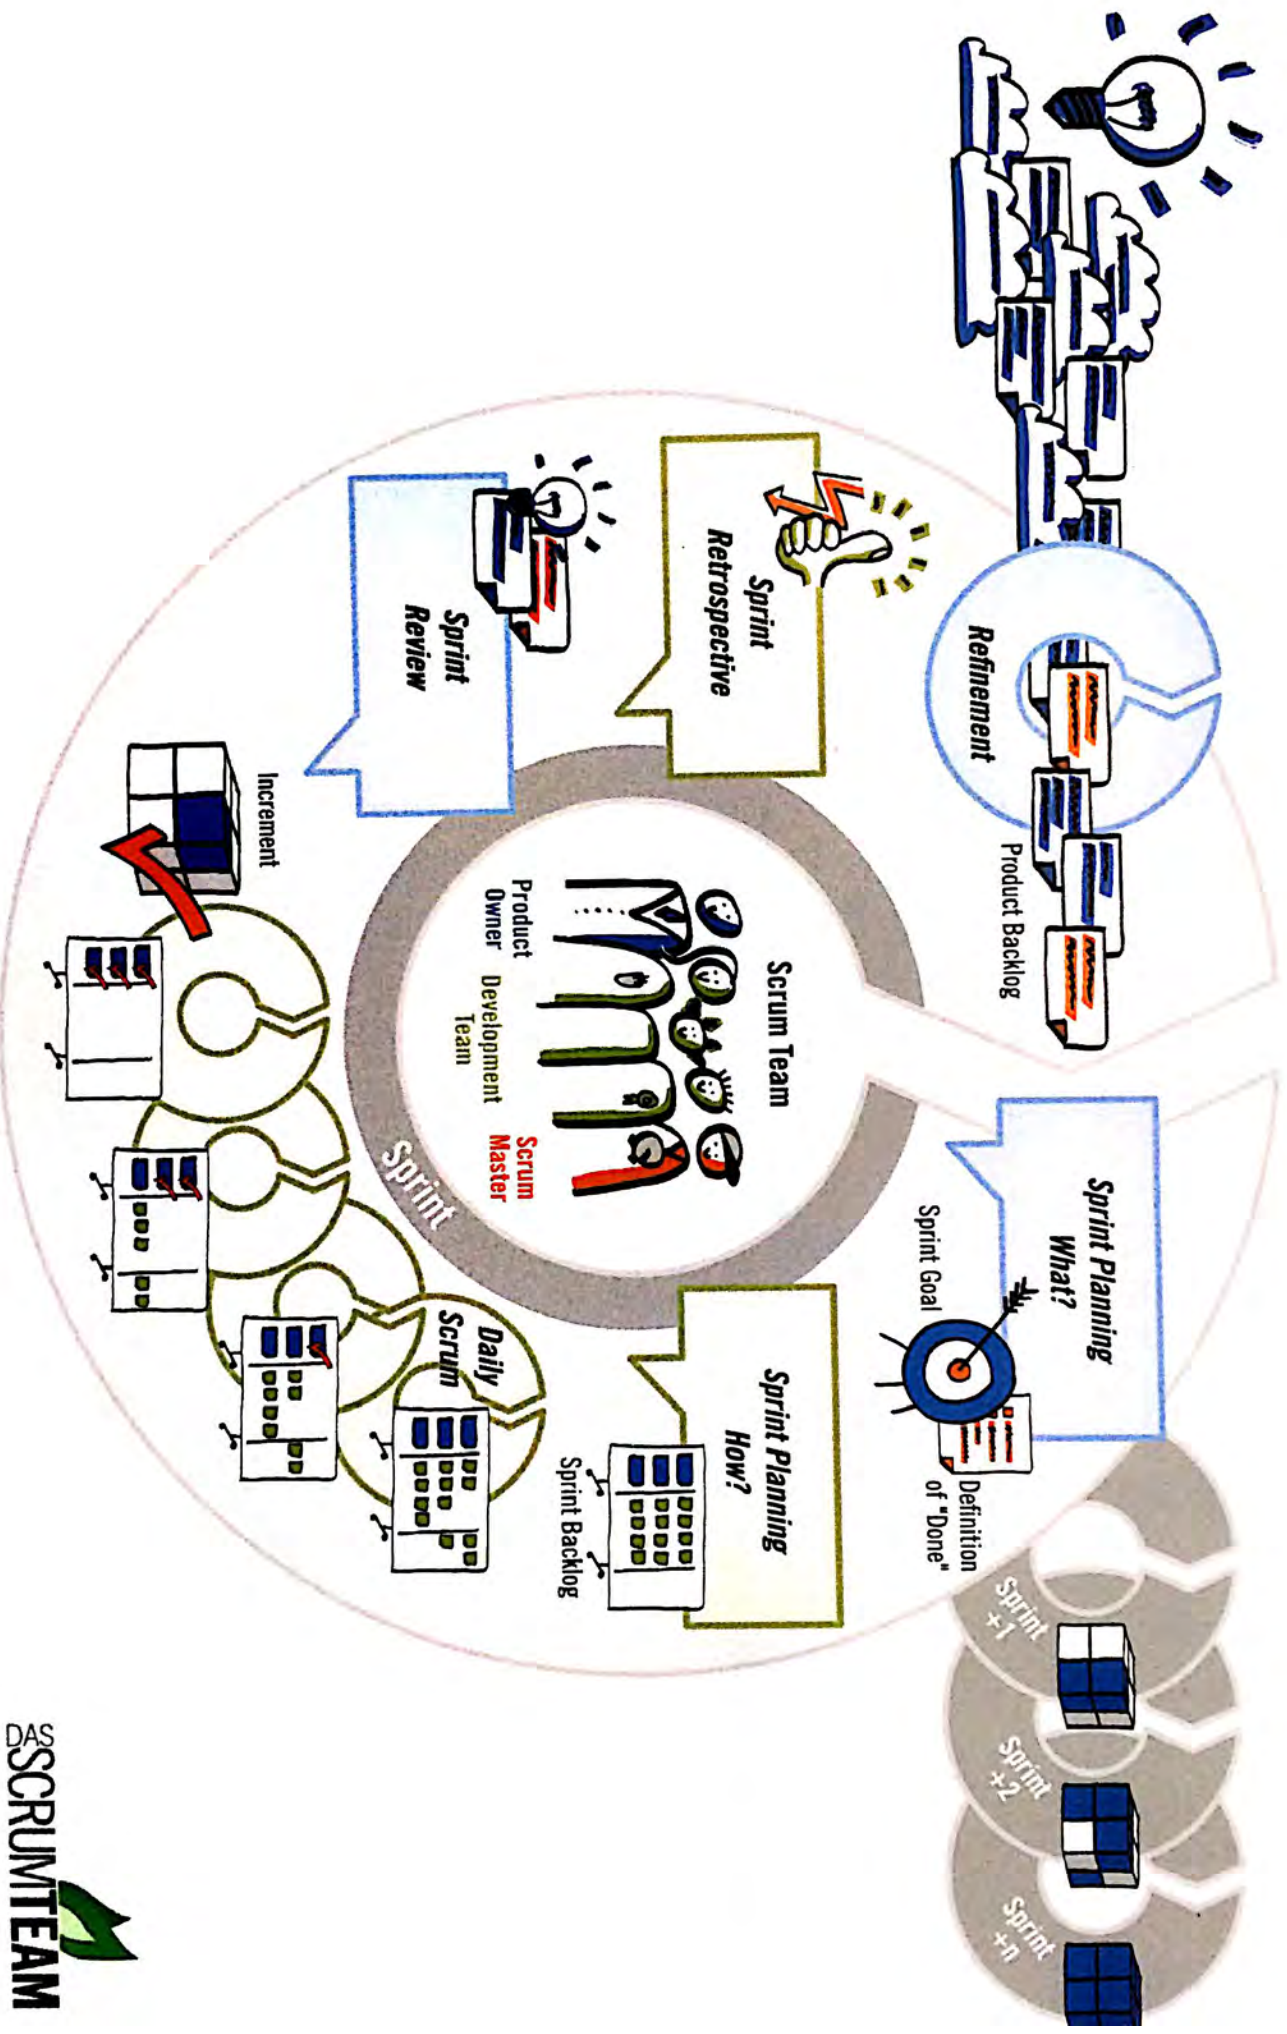 Refinement
Product Backlog
Sprint Planning
What?
Sprint Goal
Definition
of "Done"
Sprint
+1
Sprint
+2
Sprint
+n
Sprint
Retrospective
Scrum Team
Product
Owner
Development
Team
Scrum
Master
Sprint
Sprint Planning
How?
Sprint Backlog
Sprint
Review
Daily
Scrum
Increment
DAS
SCRUMTEAM